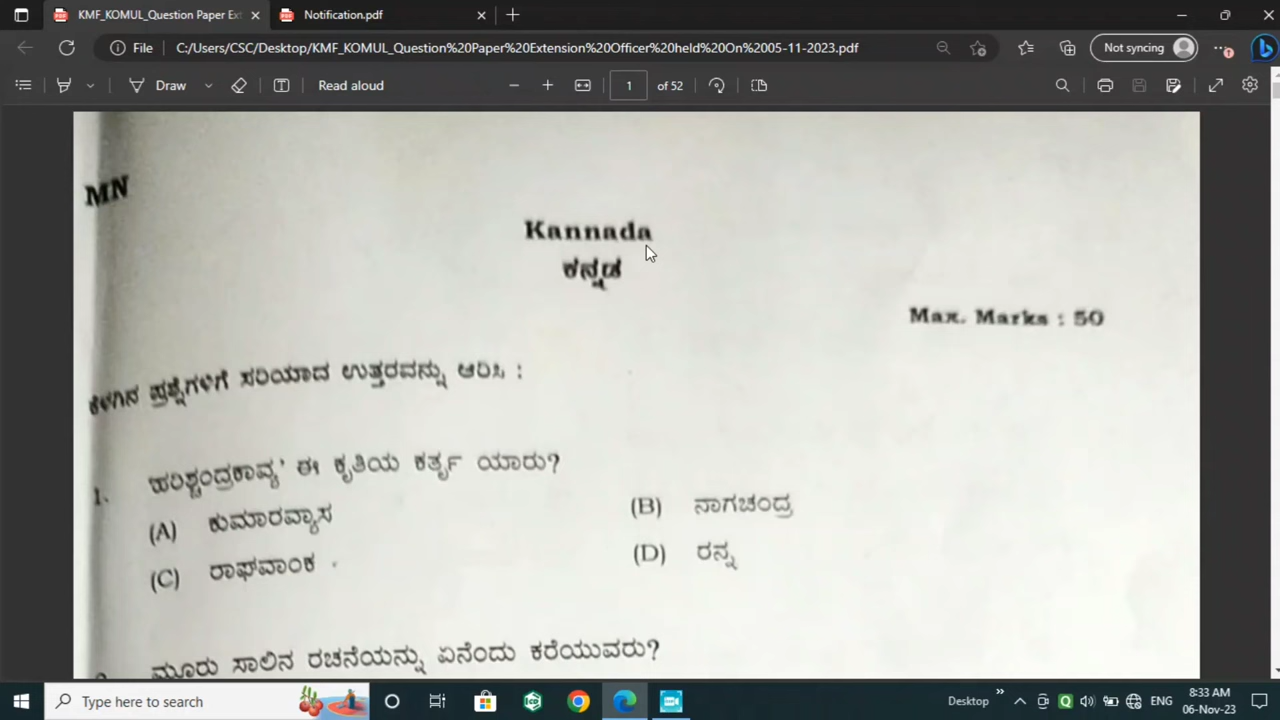 KMF_KOMUL_Question Paper Ex
Notification.pdf
File
C:/Users/CSC/Desktop/KMF_KOMUL_Question%20Paper%20Extension%20Officer%20held%20On%2005-11-2023.pdf
Not syncing
Draw
Read aloud
1 of 52
MN
Kannada
ಕನ್ನಡ
Max. Marks : 50
ಕೆಳಗಿನ ಪ್ರಶ್ನೆಗಳಿಗೆ ಸರಿಯಾದ ಉತ್ತರವನ್ನು ಆರಿಸಿ :
1. 'ಹರಿಶ್ಚಂದ್ರಕಾವ್ಯ' ಈ ಕೃತಿಯ ಕರ್ತೃ ಯಾರು?
(A) ಕುಮಾರವ್ಯಾಸ
(B) ನಾಗಚಂದ್ರ
(C) ರಾಘವಾಂಕ
(D) ರನ್ನ
ಮೂರು ಸಾಲಿನ ರಚನೆಯನ್ನು ಏನೆಂದು ಕರೆಯುವರು?
Type here to search
Desktop
ENG
8:33 AM
06-Nov-23